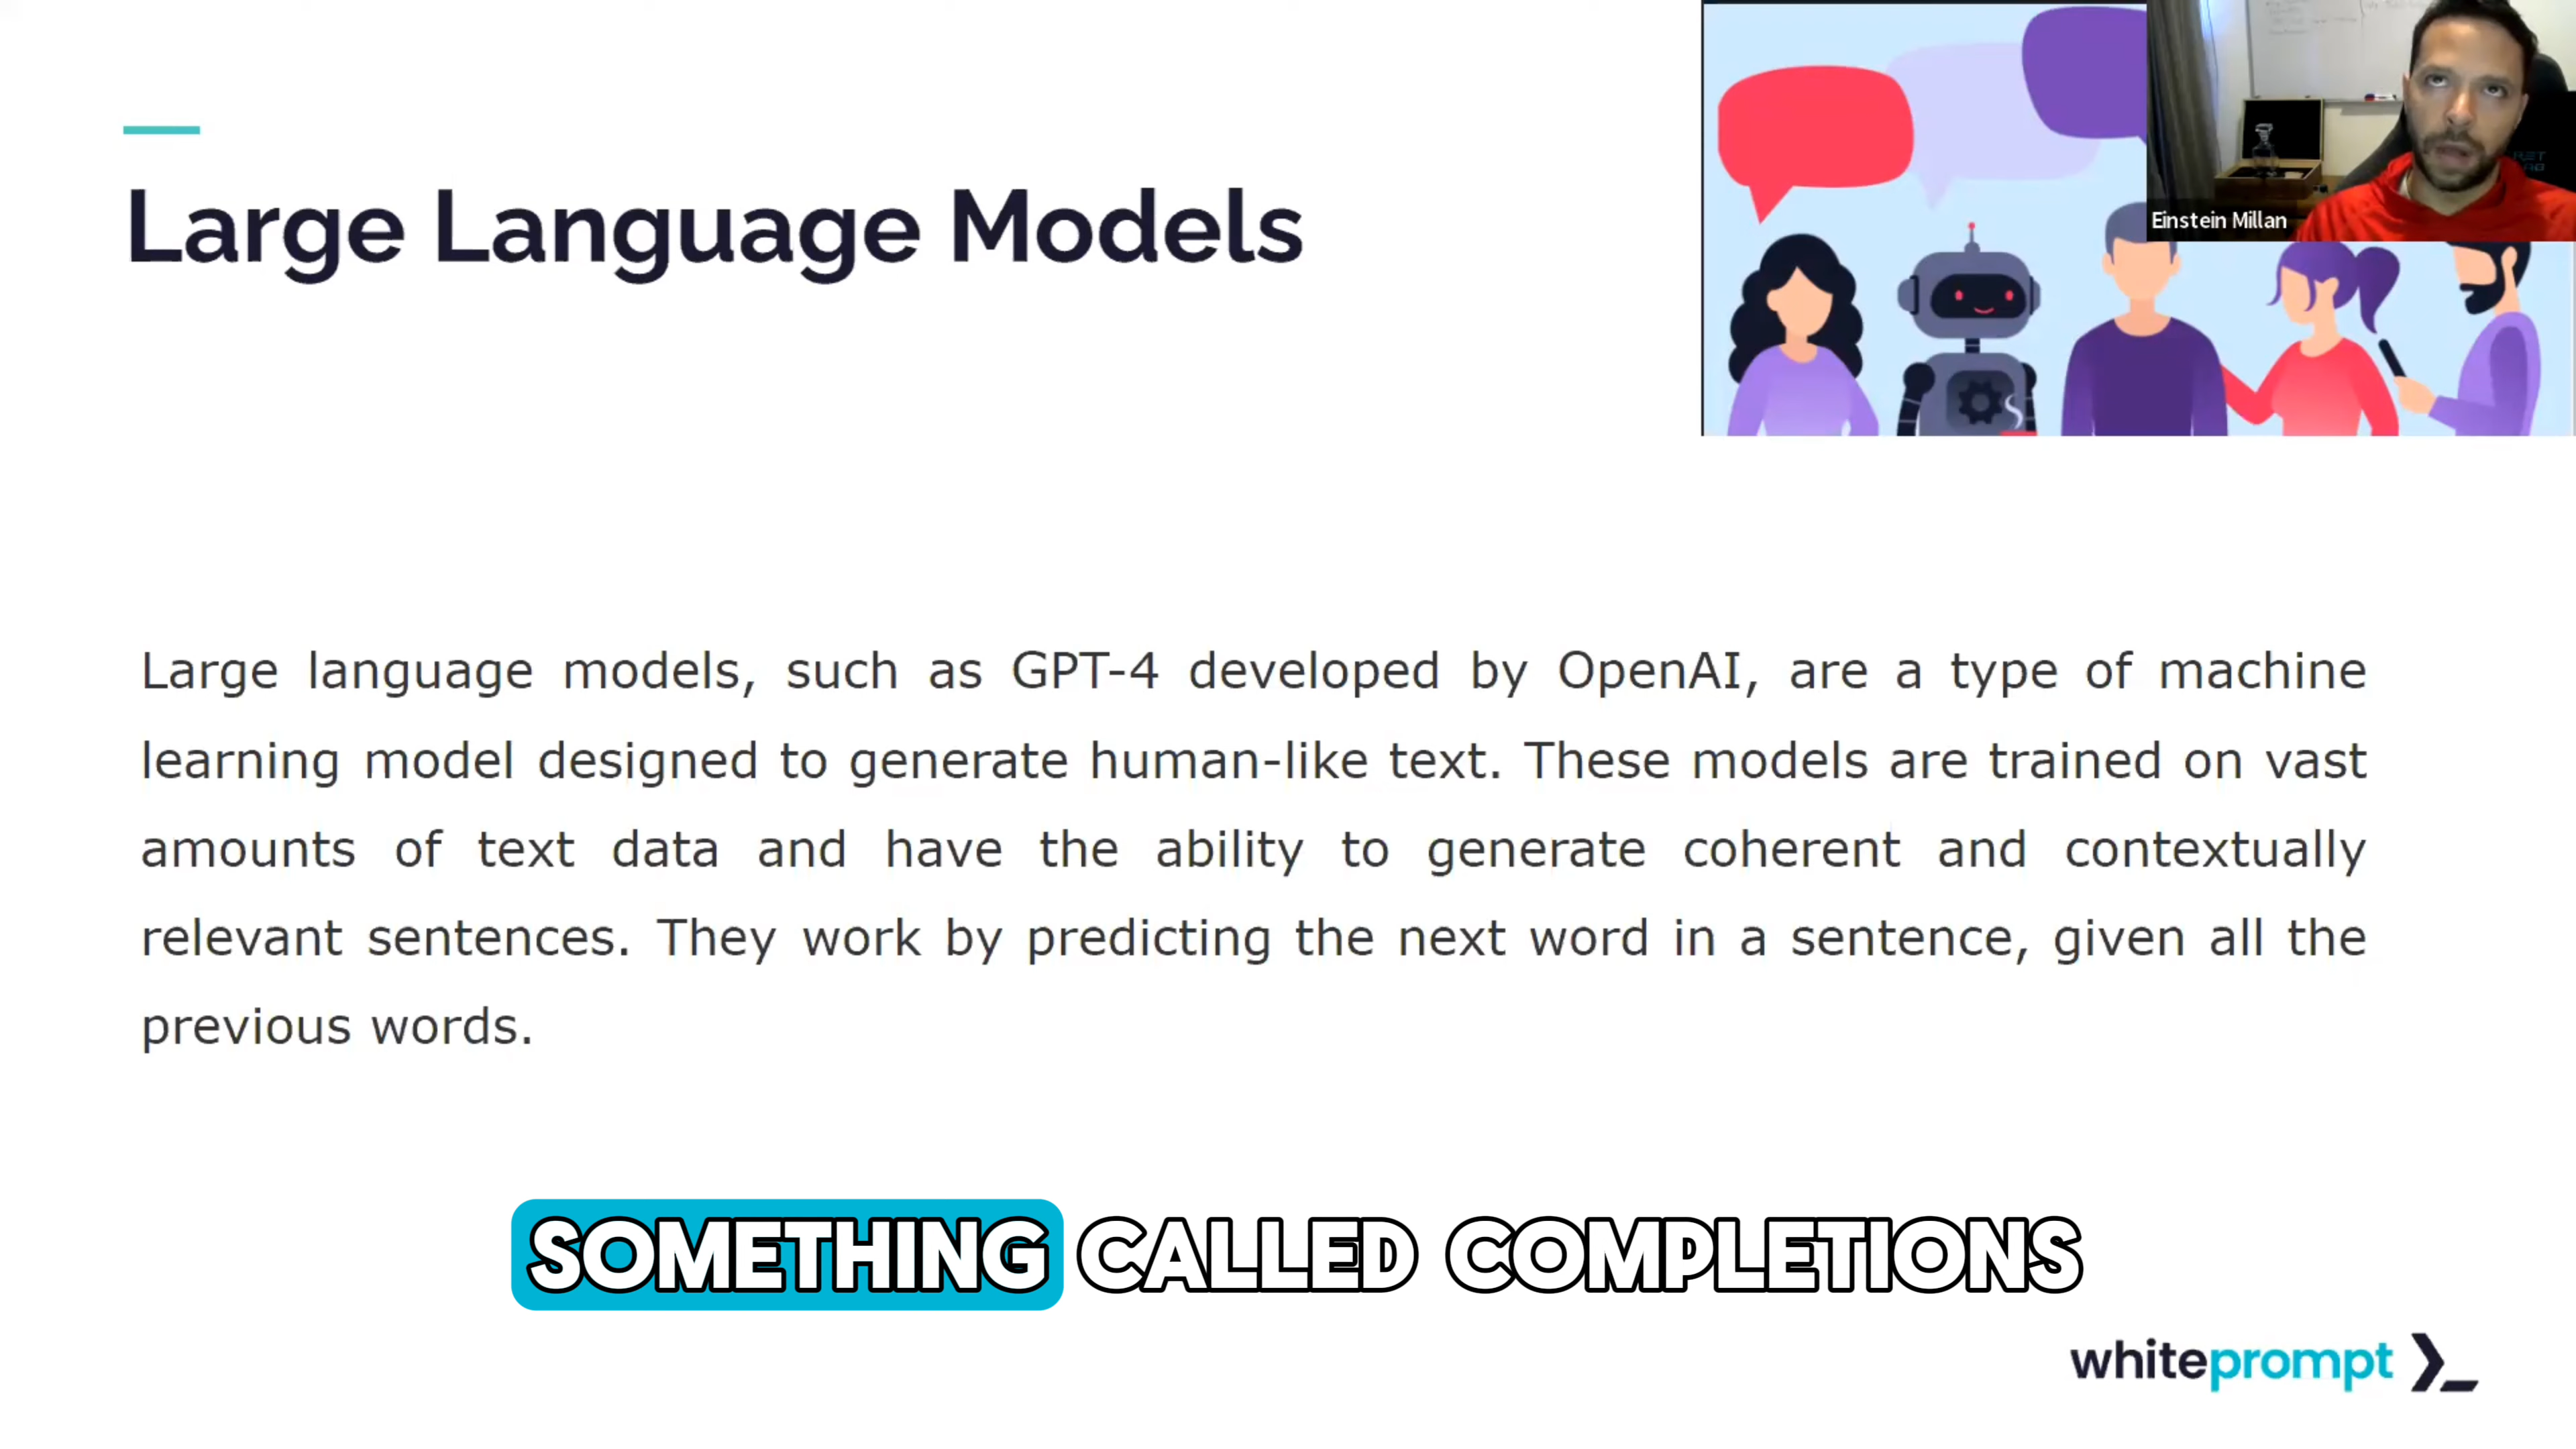 Large Language Models
Einstein Millan
Large language models, such as GPT-4 developed by OpenAI, are a type of machine
learning model designed to generate human-like text. These models are trained on vast
amounts of text data and have the ability to generate coherent and contextually
relevant sentences. They work by predicting the next word in a sentence, given all the
previous words.
SOMETHING CALLED COMPLETIONS
whiteprompt